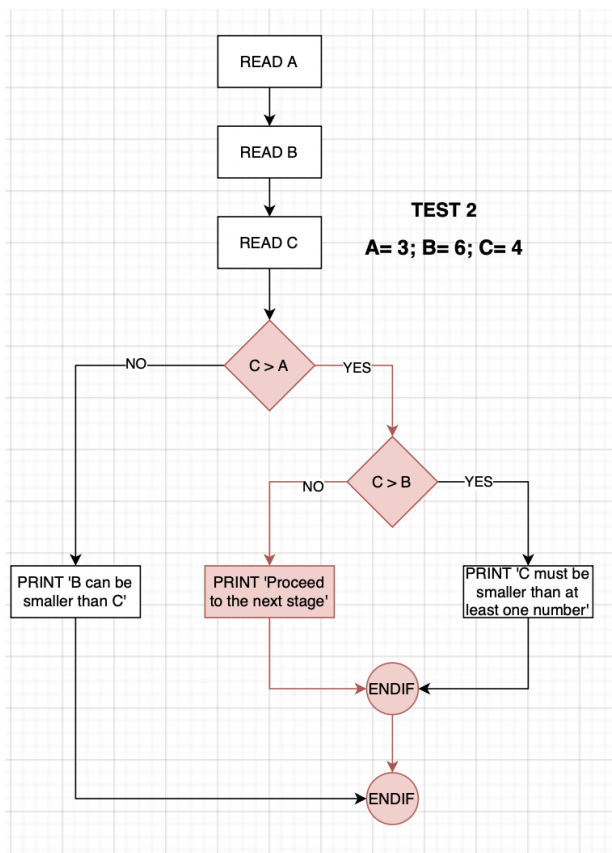 READ A
READ B
READ C
TEST 2
A= 3; B= 6; C= 4
C > A
NO
YES
C > B
NO
YES
PRINT 'B can be
smaller than C'
PRINT 'Proceed
to the next stage'
PRINT 'C must be
smaller than at
least one number'
ENDIF
ENDIF